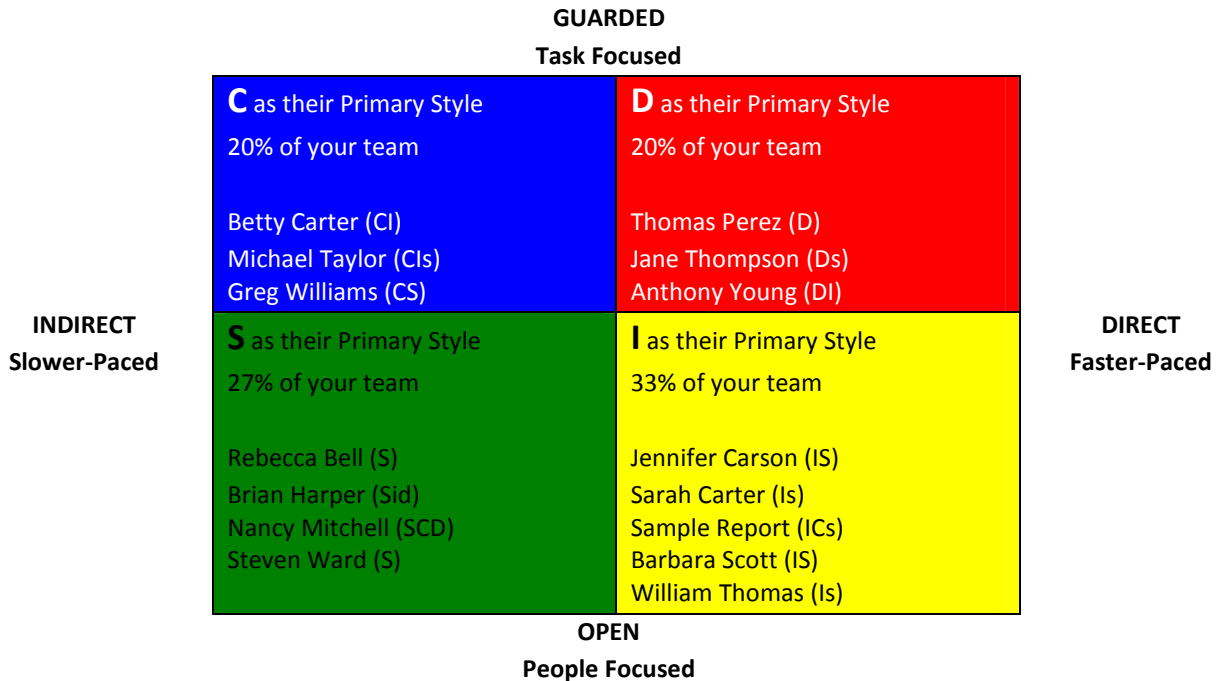 GUARDED
Task Focused
C as their Primary Style
20% of your team
Betty Carter (CI)
Michael Taylor (CIs)
Greg Williams (CS)
D as their Primary Style
20% of your team
Thomas Perez (D)
Jane Thompson (Ds)
Anthony Young (DI)
INDIRECT
Slower-Paced
S as their Primary Style
27% of your team
Rebecca Bell (S)
Brian Harper (Sid)
Nancy Mitchell (SCD)
Steven Ward (S)
I as their Primary Style
33% of your team
Jennifer Carson (IS)
Sarah Carter (Is)
Sample Report (ICs)
Barbara Scott (IS)
William Thomas (Is)
DIRECT
Faster-Paced
OPEN
People Focused